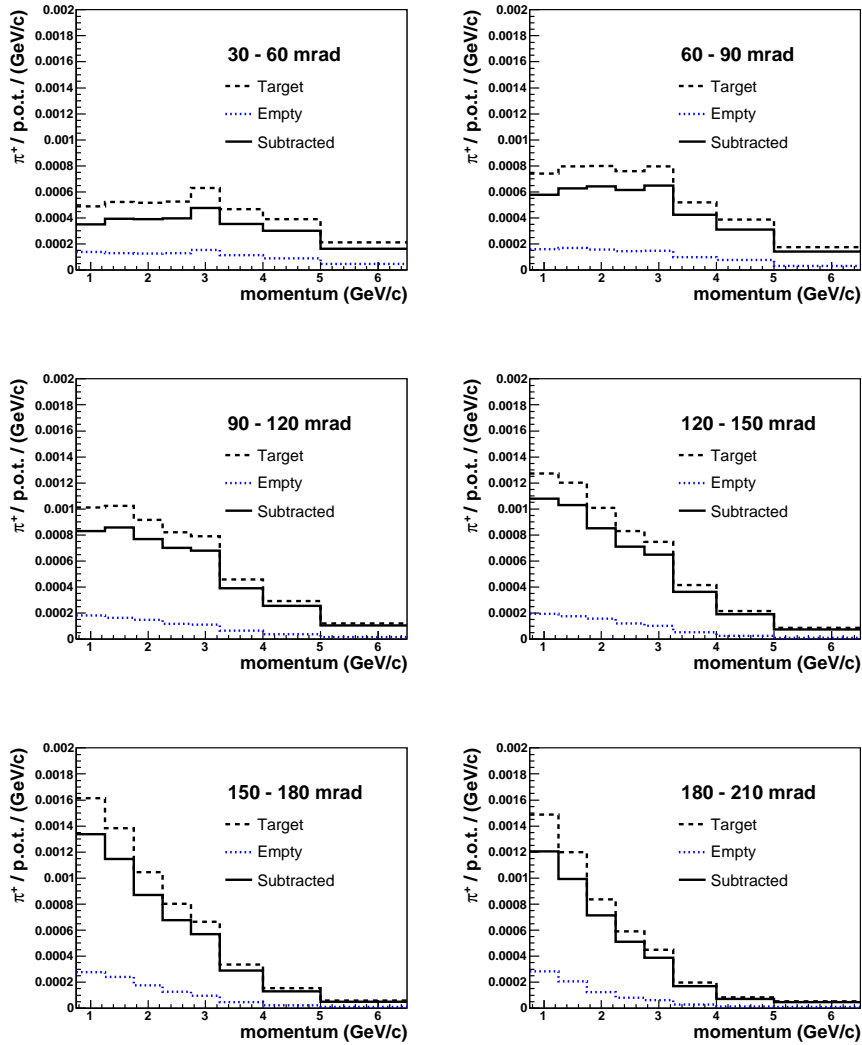 π⁺ / p.o.t. / (GeV/c)
0.002
0.0018
0.0016
0.0014
0.0012
0.001
0.0008
0.0006
0.0004
0.0002
0
30 - 60 mrad
Target
Empty
Subtracted
1 2 3 4 5 6
momentum (GeV/c)
π⁺ / p.o.t. / (GeV/c)
0.002
0.0018
0.0016
0.0014
0.0012
0.001
0.0008
0.0006
0.0004
0.0002
0
60 - 90 mrad
Target
Empty
Subtracted
1 2 3 4 5 6
momentum (GeV/c)
π⁺ / p.o.t. / (GeV/c)
0.002
0.0018
0.0016
0.0014
0.0012
0.001
0.0008
0.0006
0.0004
0.0002
0
90 - 120 mrad
Target
Empty
Subtracted
1 2 3 4 5 6
momentum (GeV/c)
π⁺ / p.o.t. / (GeV/c)
0.002
0.0018
0.0016
0.0014
0.0012
0.001
0.0008
0.0006
0.0004
0.0002
0
120 - 150 mrad
Target
Empty
Subtracted
1 2 3 4 5 6
momentum (GeV/c)
π⁺ / p.o.t. / (GeV/c)
0.002
0.0018
0.0016
0.0014
0.0012
0.001
0.0008
0.0006
0.0004
0.0002
0
150 - 180 mrad
Target
Empty
Subtracted
1 2 3 4 5 6
momentum (GeV/c)
π⁺ / p.o.t. / (GeV/c)
0.002
0.0018
0.0016
0.0014
0.0012
0.001
0.0008
0.0006
0.0004
0.0002
0
180 - 210 mrad
Target
Empty
Subtracted
1 2 3 4 5 6
momentum (GeV/c)